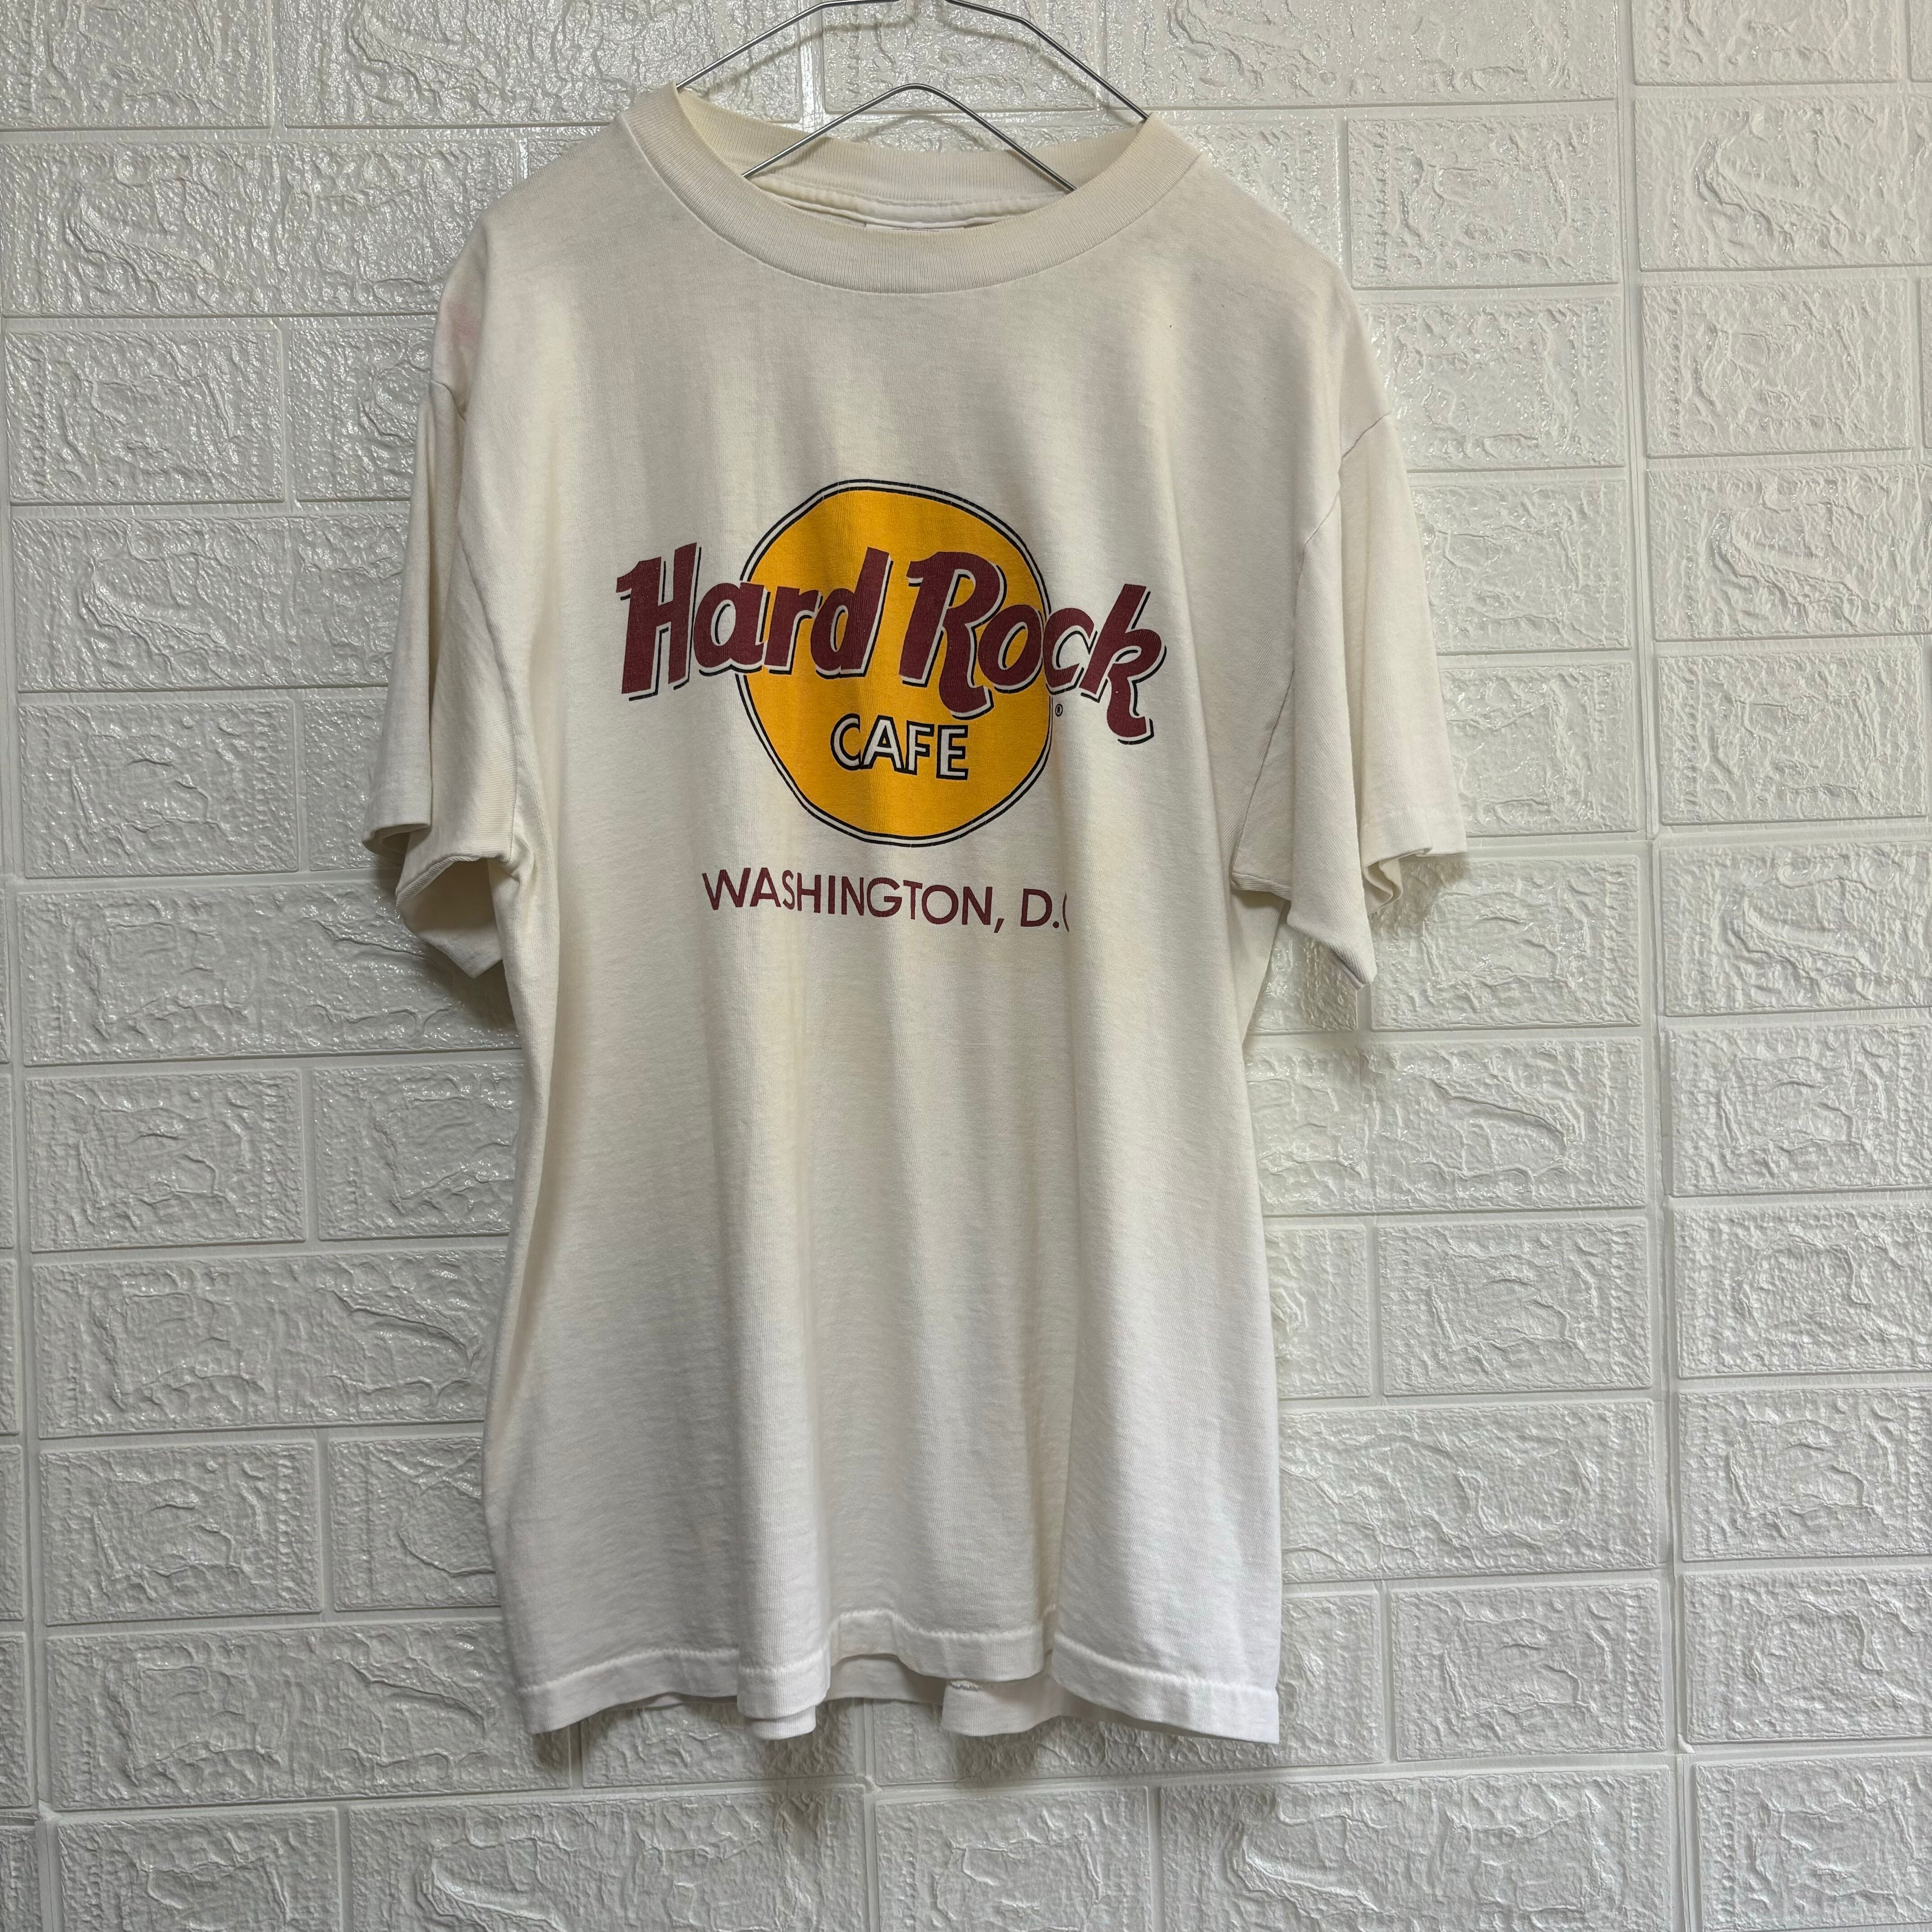 Hard Rock
CAFE
®
WASHINGTON, D.C